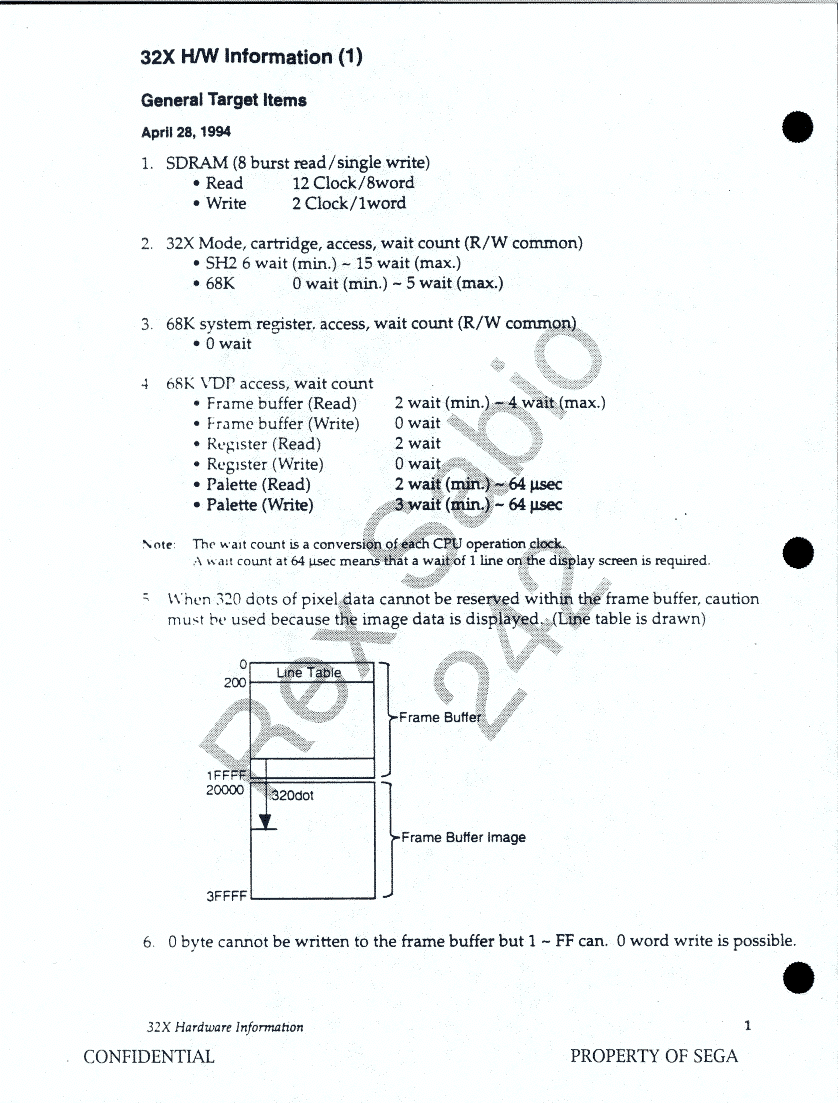 32X H/W Information (1)
General Target Items
April 28, 1994
1. SDRAM (8 burst read/single write)
• Read 12 Clock/8word
• Write 2 Clock/1word
2. 32X Mode, cartridge, access, wait count (R/W common)
• SH2 6 wait (min.) ~ 15 wait (max.)
• 68K 0 wait (min.) ~ 5 wait (max.)
3. 68K system register. access, wait count (R/W common)
• 0 wait
4 68K VDP access, wait count
• Frame buffer (Read) 2 wait (min.) ~ 4 wait (max.)
• Frame buffer (Write) 0 wait
• Register (Read) 2 wait
• Register (Write) 0 wait
• Palette (Read) 2 wait (min.) ~ 64 µsec
• Palette (Write) 3 wait (min.) ~ 64 µsec
Note: The wait count is a conversion of each CPU operation clock.
A wait count at 64 µsec means that a wait of 1 line on the display screen is required.
5 When 320 dots of pixel data cannot be reserved within the frame buffer, caution
must be used because the image data is displayed. (Line table is drawn)
0
Line Table
200
Frame Buffer
1FFFF
20000
320dot
Frame Buffer Image
3FFFF
6. 0 byte cannot be written to the frame buffer but 1 ~ FF can. 0 word write is possible.
Rex Sabio
242
32X Hardware Information 1
CONFIDENTIAL PROPERTY OF SEGA